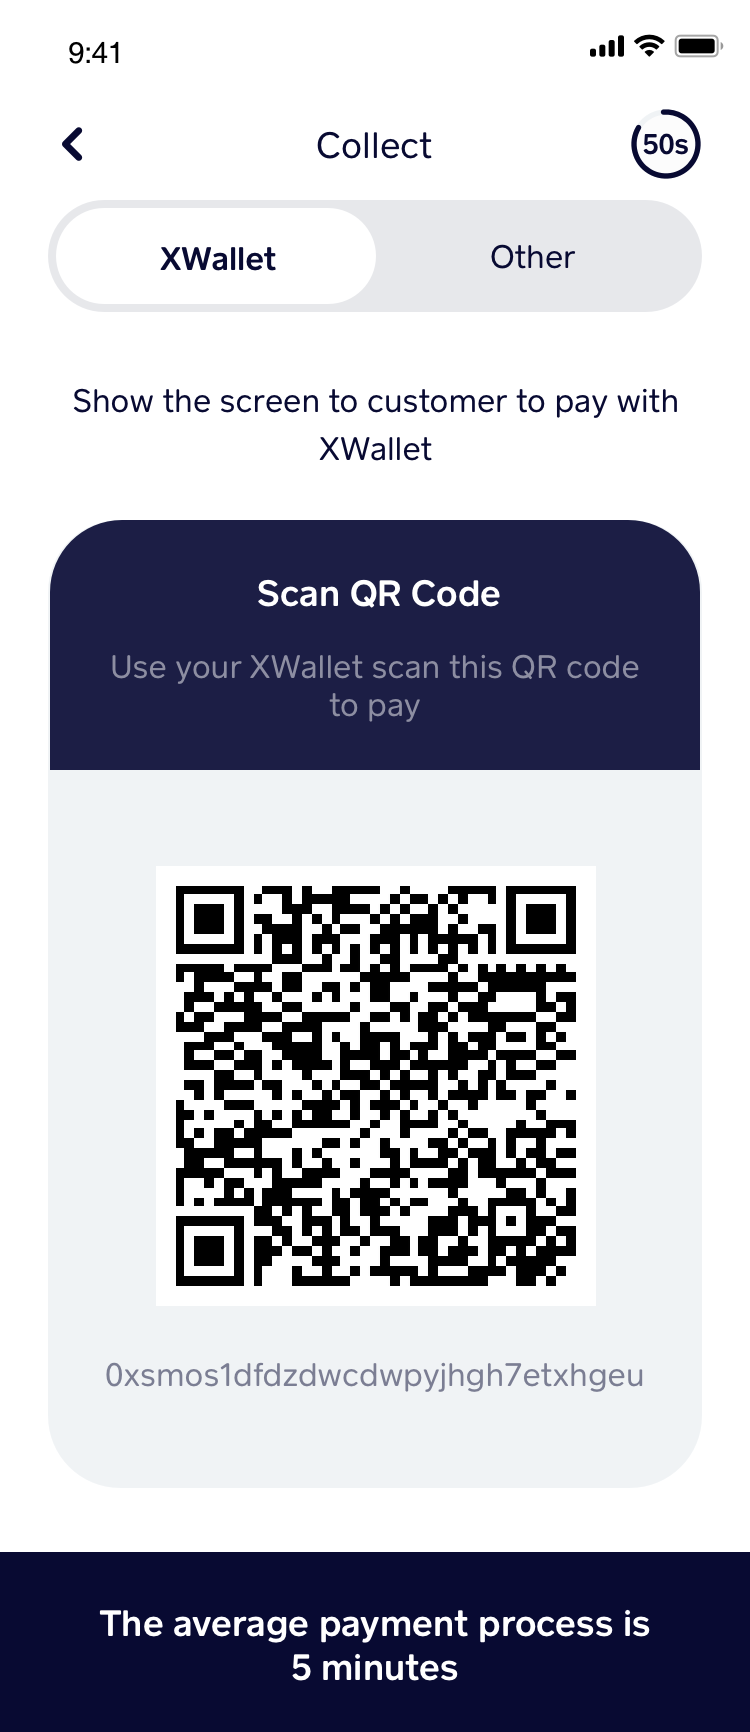 9:41
Collect
50s
XWallet
Other
Show the screen to customer to pay with
XWallet
Scan QR Code
Use your XWallet scan this QR code
to pay
0xsmos1dfdzdwcdwpyjhgh7etxhgeu
The average payment process is
5 minutes